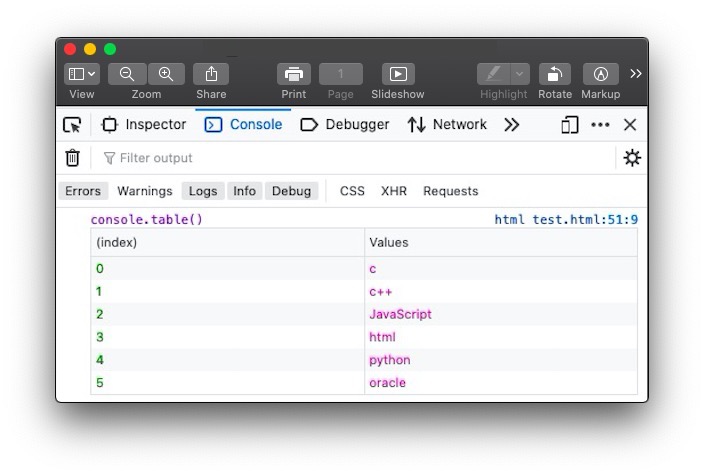 1
View Zoom Share Print Page Slideshow Highlight Rotate Markup
Inspector Console Debugger Network
Filter output
Errors Warnings Logs Info Debug CSS XHR Requests
console.table() html test.html:51:9
(index) Values
0 c
1 c++
2 JavaScript
3 html
4 python
5 oracle